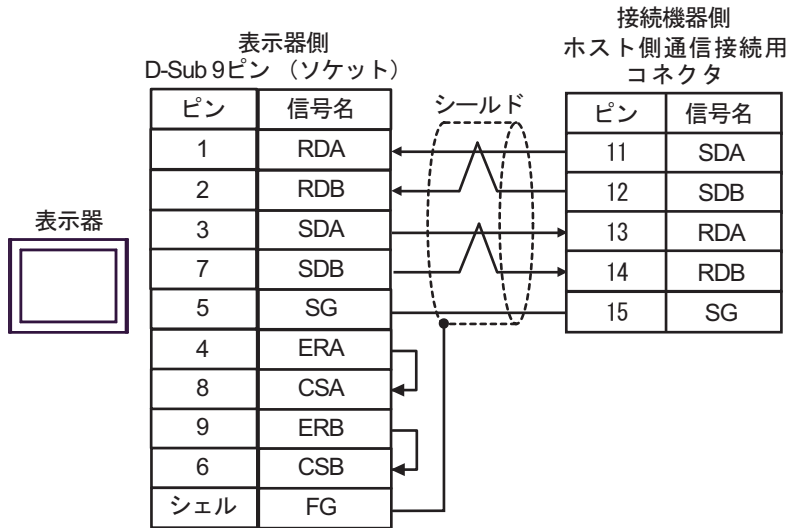 表示器側
D-Sub 9ピン （ソケット）
ピン 信号名
1 RDA
2 RDB
3 SDA
7 SDB
5 SG
4 ERA
8 CSA
9 ERB
6 CSB
シェル FG
シールド
接続機器側
ホスト側通信接続用
コネクタ
ピン 信号名
11 SDA
12 SDB
13 RDA
14 RDB
15 SG
表示器